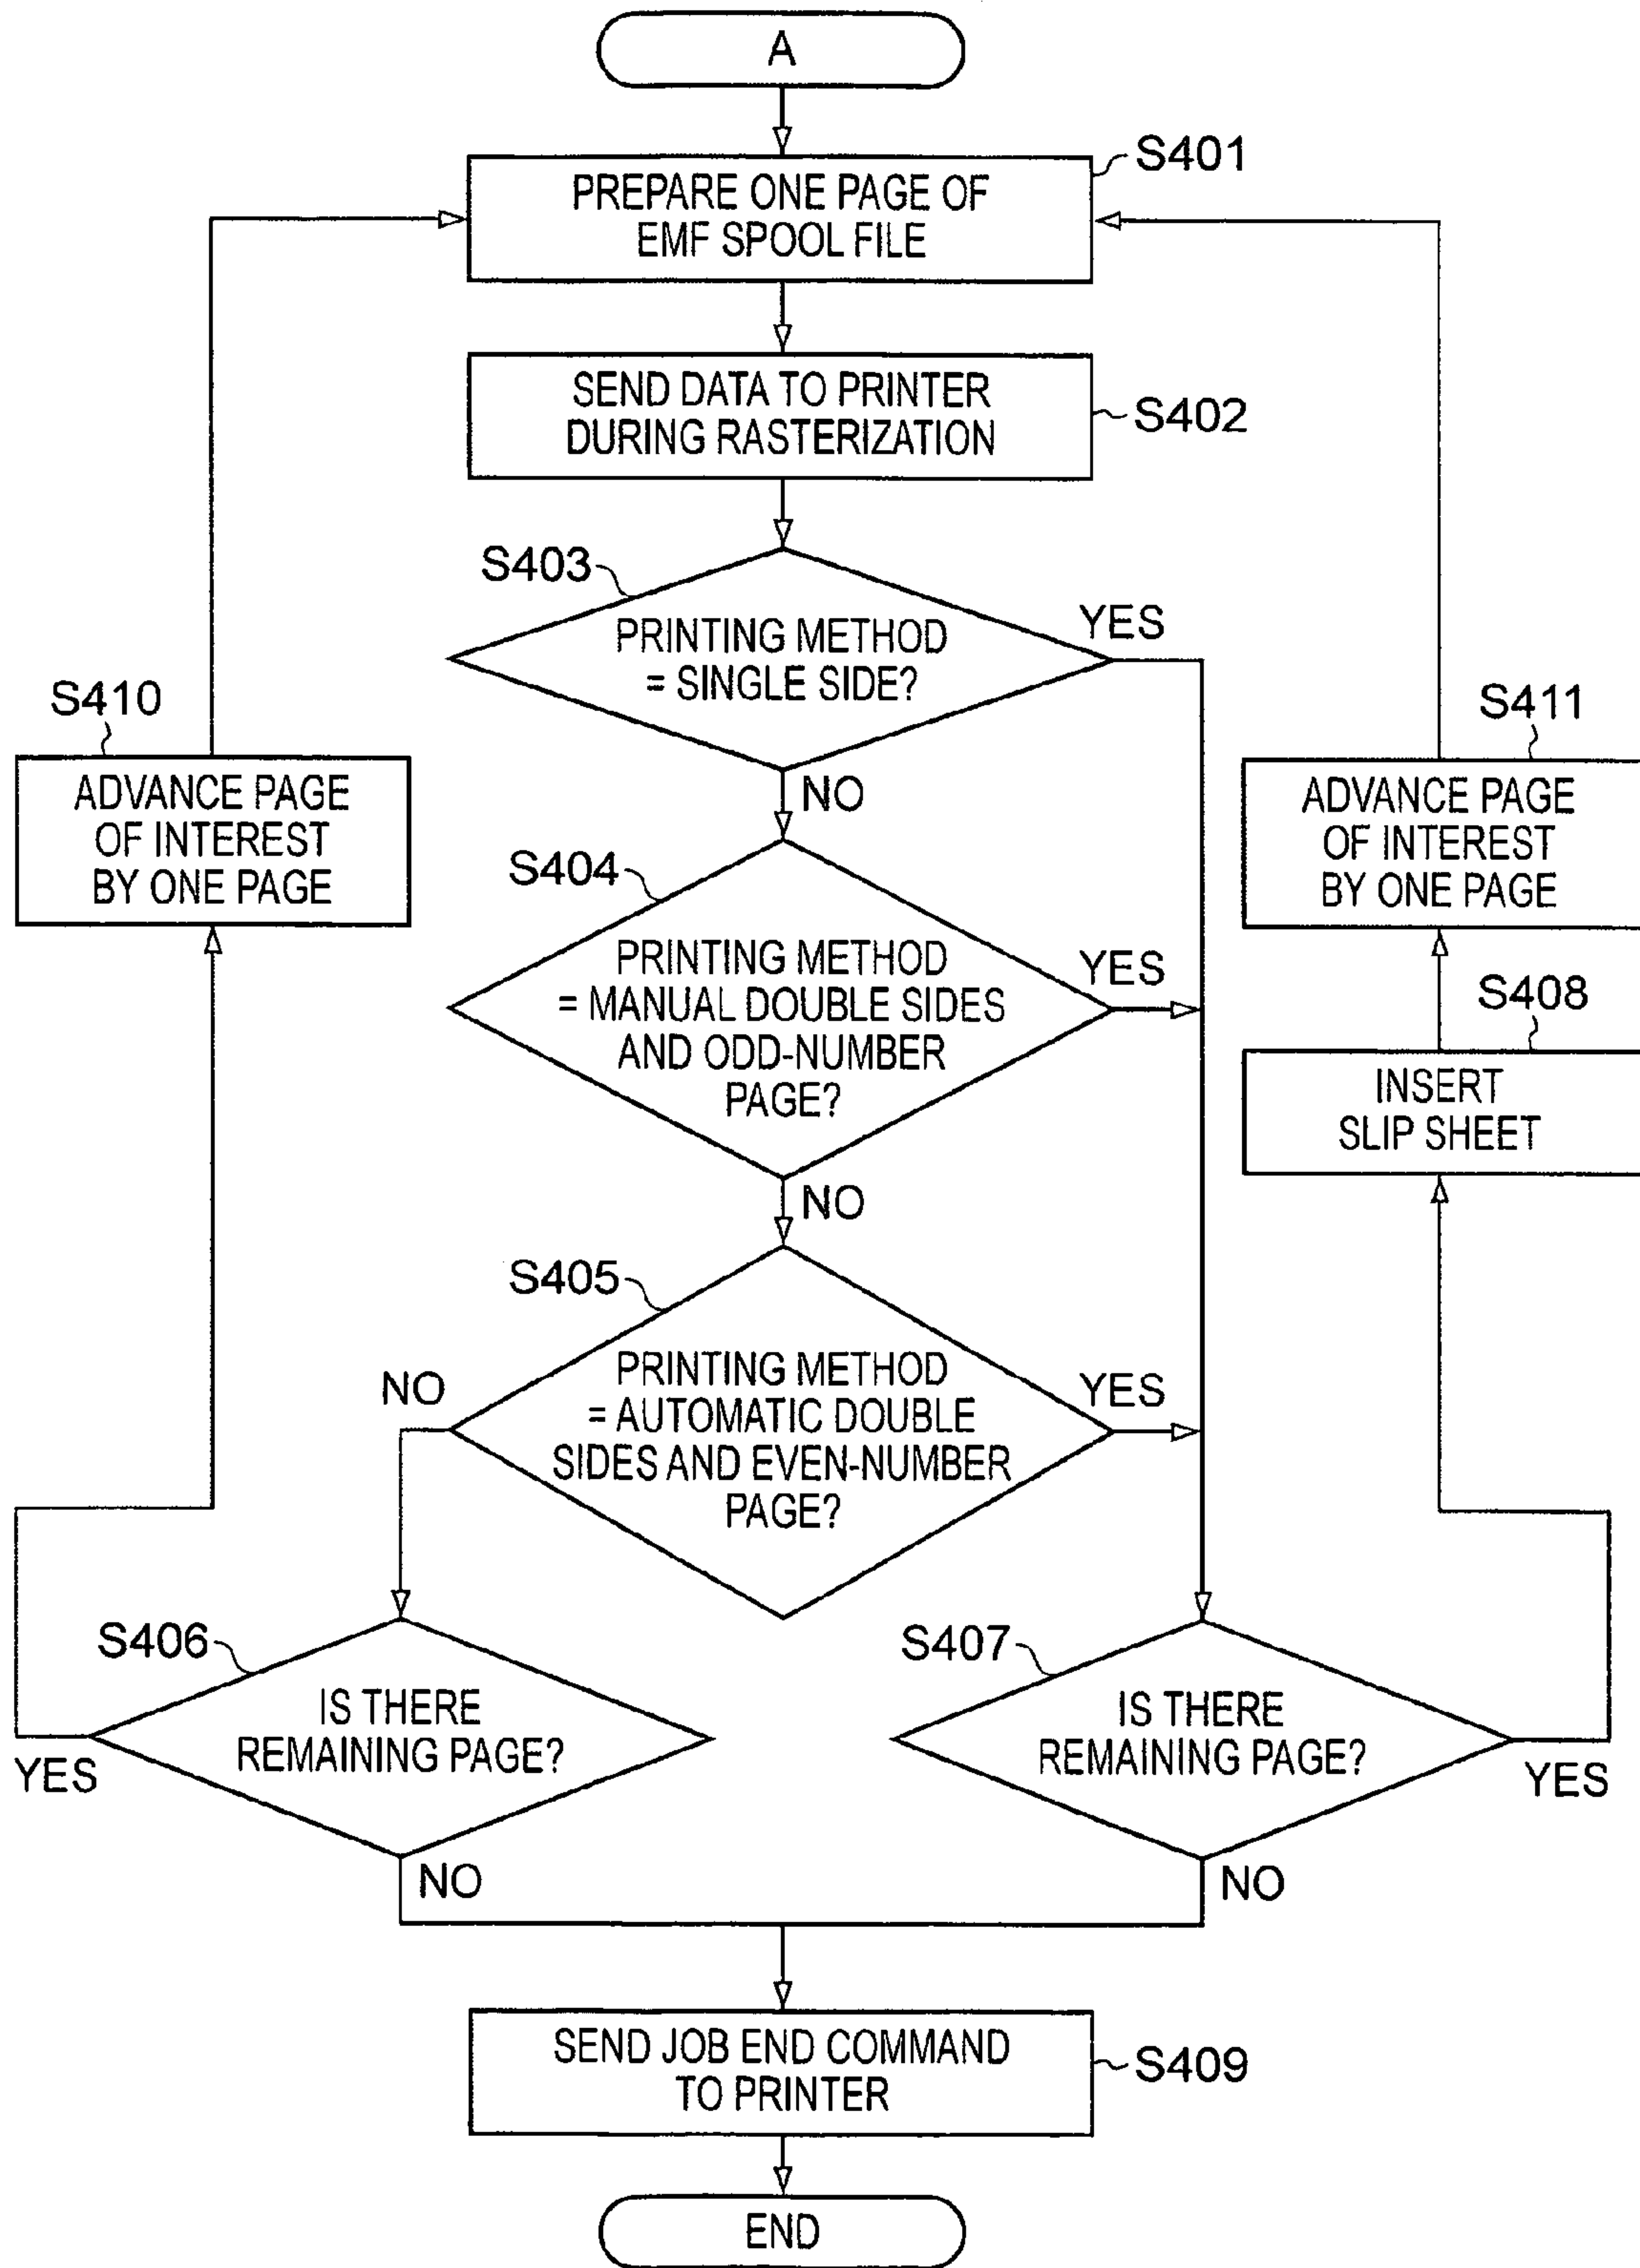 A
S401
PREPARE ONE PAGE OF
EMF SPOOL FILE
SEND DATA TO PRINTER
DURING RASTERIZATION
S402
S403
PRINTING METHOD
= SINGLE SIDE?
YES
NO
S410
ADVANCE PAGE
OF INTEREST
BY ONE PAGE
S411
ADVANCE PAGE
OF INTEREST
BY ONE PAGE
S404
PRINTING METHOD
= MANUAL DOUBLE SIDES
AND ODD-NUMBER
PAGE?
YES
NO
S408
INSERT
SLIP SHEET
S405
PRINTING METHOD
= AUTOMATIC DOUBLE
SIDES AND EVEN-NUMBER
PAGE?
NO
YES
S406
IS THERE
REMAINING PAGE?
YES
NO
S407
IS THERE
REMAINING PAGE?
YES
NO
SEND JOB END COMMAND
TO PRINTER
S409
END